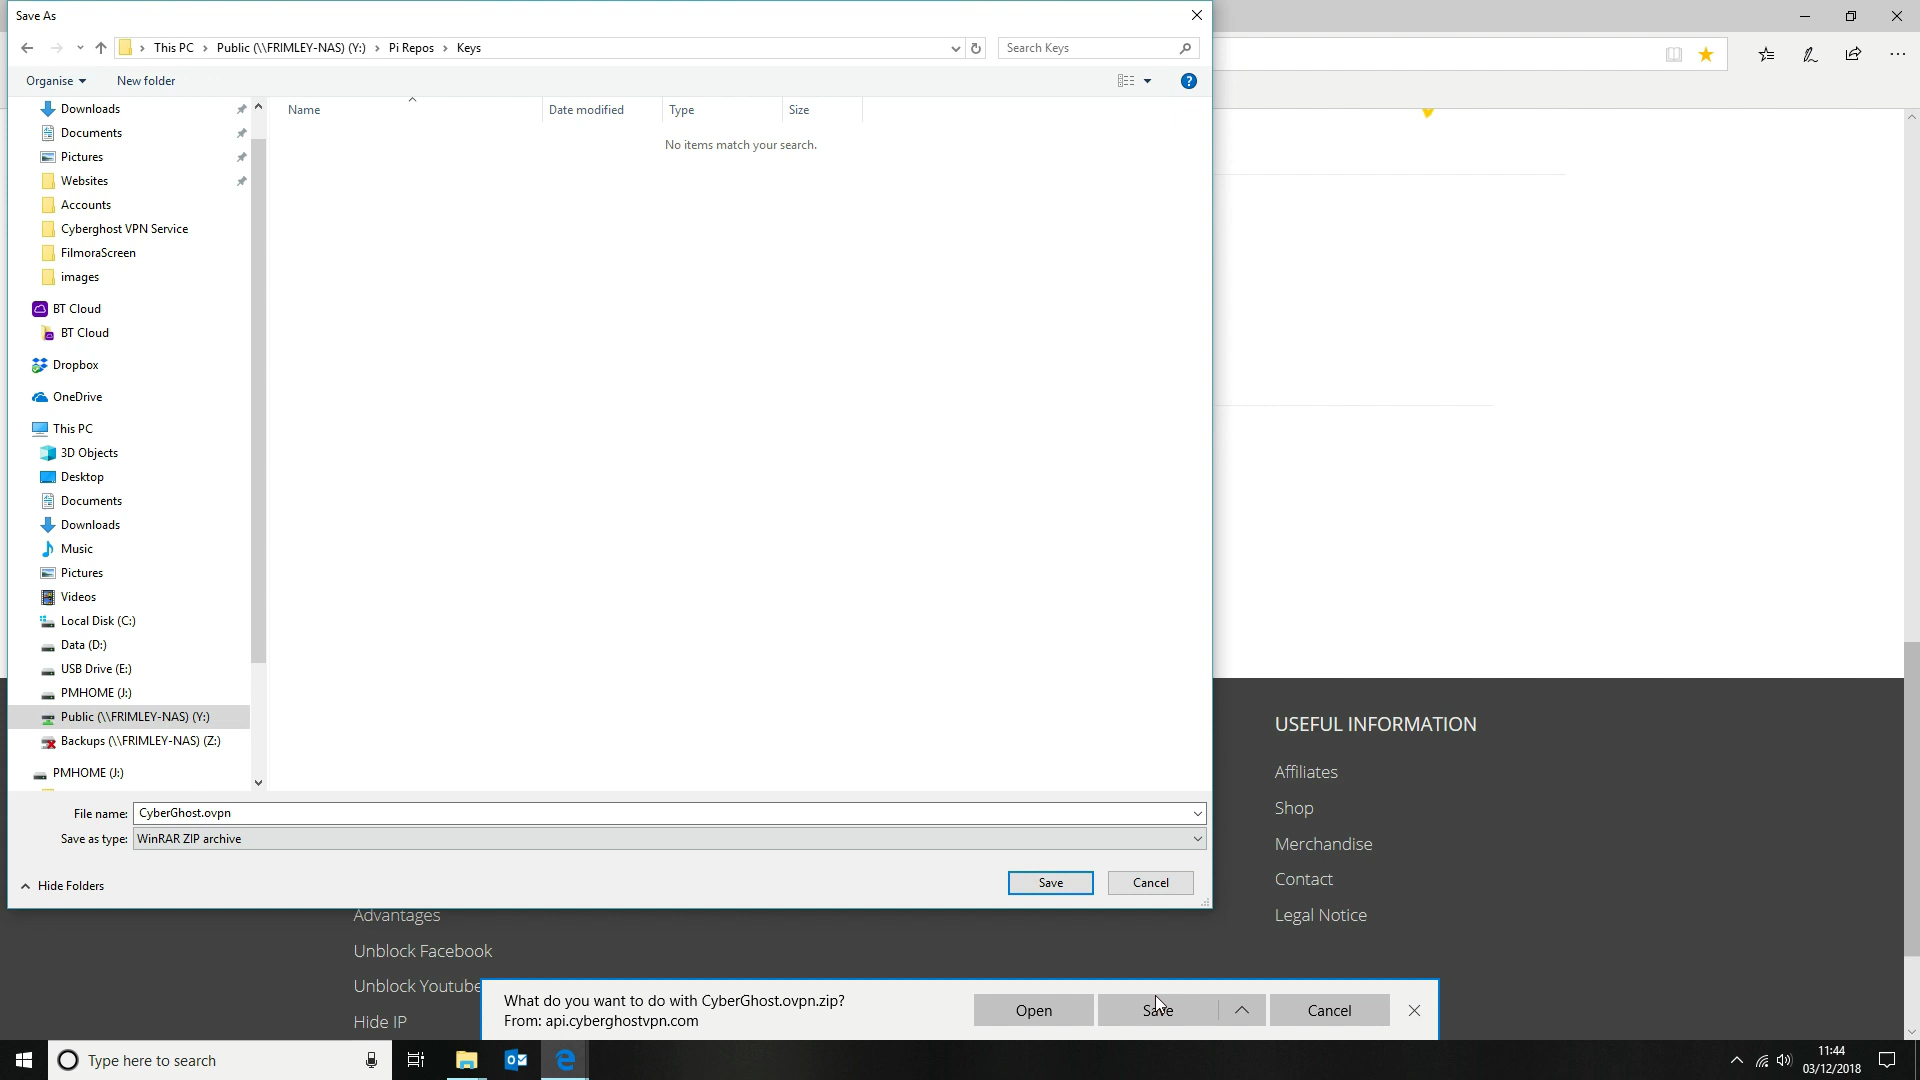 Save As
This PC
Public (\\FRIMLEY-NAS) (Y:)
Pi Repos
Keys
Search Keys
Organise
New folder
Name
Date modified
Type
Size
No items match your search.
Downloads
Documents
Pictures
Websites
Accounts
Cyberghost VPN Service
FilmoraScreen
images
BT Cloud
BT Cloud
Dropbox
OneDrive
This PC
3D Objects
Desktop
Documents
Downloads
Music
Pictures
Videos
Local Disk (C:)
Data (D:)
USB Drive (E:)
PMHOME (J:)
Public (\\FRIMLEY-NAS) (Y:)
Backups (\\FRIMLEY-NAS) (Z:)
PMHOME (J:)
File name: CyberGhost.ovpn
Save as type: WinRAR ZIP archive
Hide Folders
Save
Cancel
USEFUL INFORMATION
Affiliates
Shop
Merchandise
Contact
Legal Notice
Advantages
Unblock Facebook
Unblock Youtube
Hide IP
What do you want to do with CyberGhost.ovpn.zip?
From: api.cyberghostvpn.com
Open
Save
Cancel
Type here to search
11:44
03/12/2018